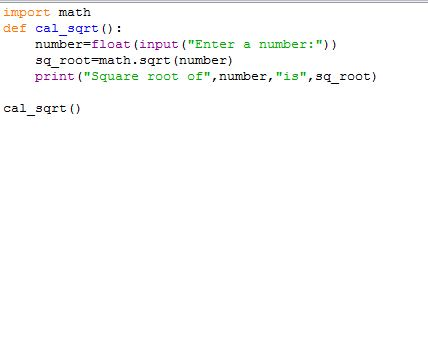 import math
def cal_sqrt():
    number=float(input("Enter a number:"))
    sq_root=math.sqrt(number)
    print("Square root of",number,"is",sq_root)

cal_sqrt()